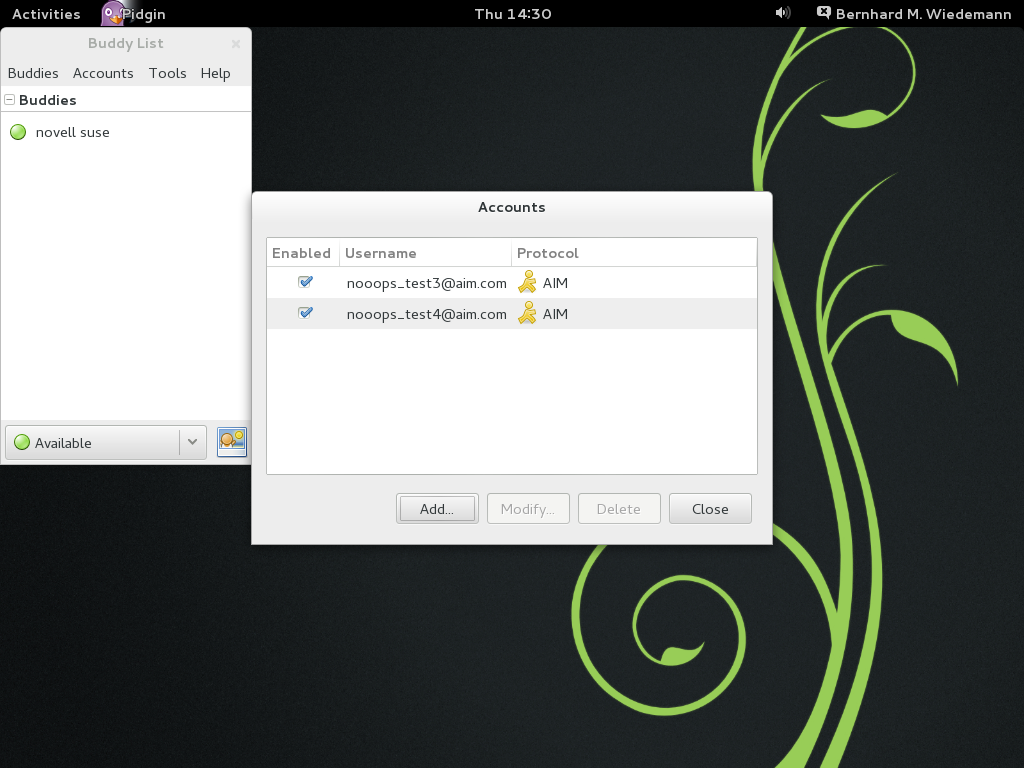 Activities Pidgin Thu 14:30 Bernhard M. Wiedemann
Buddy List
Buddies Accounts Tools Help
Buddies
novell suse
Available
Accounts
Enabled Username Protocol
nooops_test3@aim.com AIM
nooops_test4@aim.com AIM
Add... Modify... Delete Close